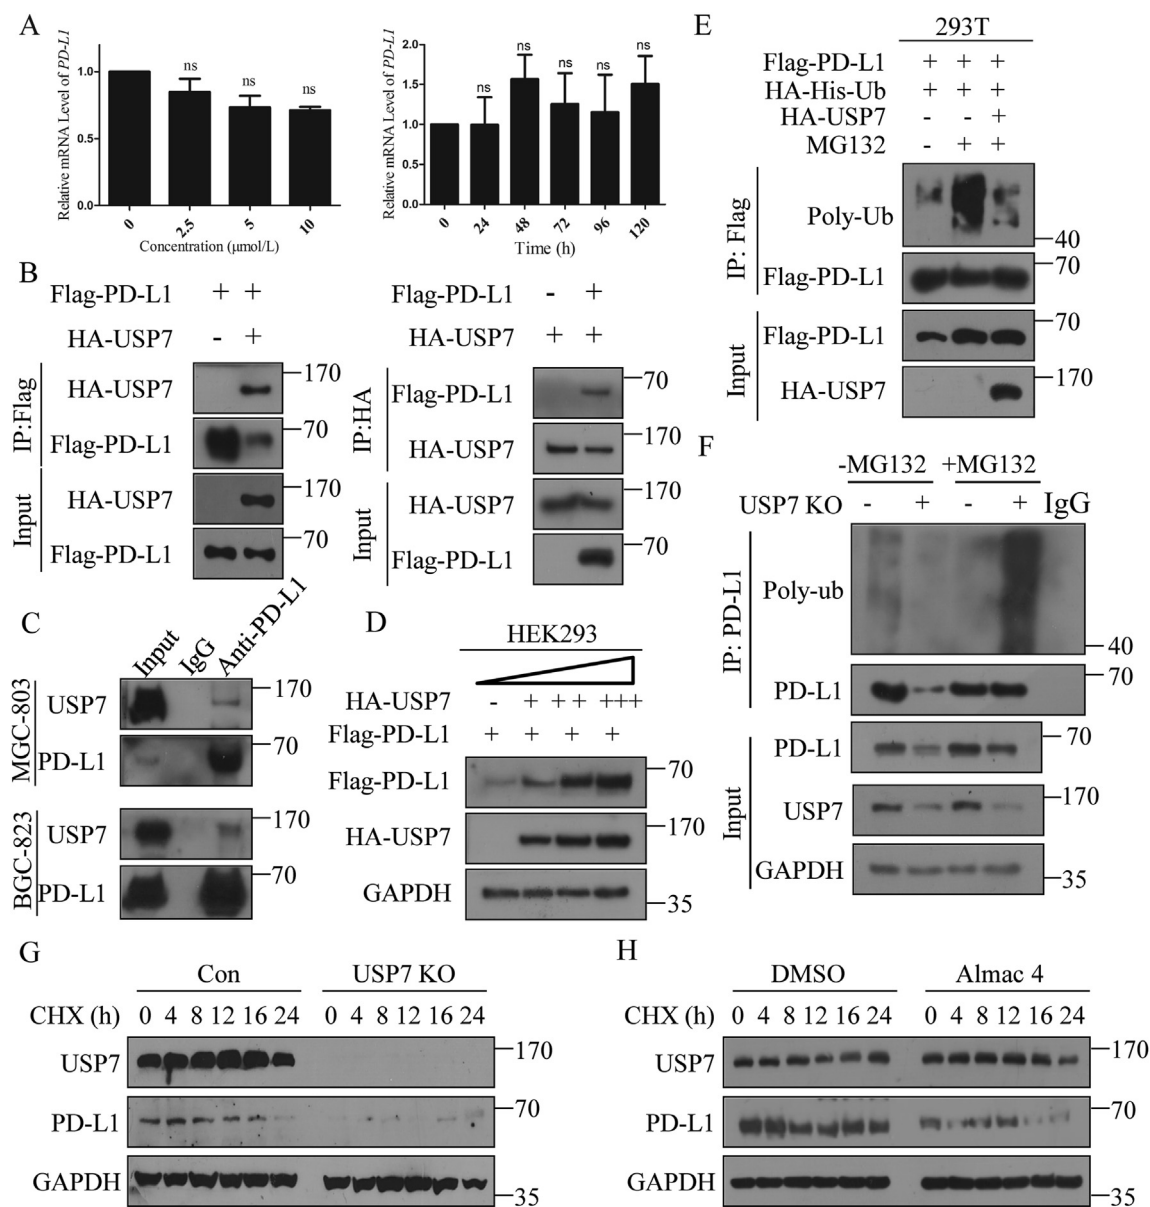 A
Relative mRNA Level of PD-L1
1.0
0.5
0.0
ns
ns
ns
0
2.5
5
10
Concentration (μmol/L)
Relative mRNA Level of PD-L1
2.0
1.5
1.0
0.5
0.0
ns
ns
ns
ns
ns
0
24
48
72
96
120
Time (h)
B
Flag-PD-L1 + +
HA-USP7 - +
IP:Flag
HA-USP7 170
Flag-PD-L1 70
Input
HA-USP7 170
Flag-PD-L1 70
Flag-PD-L1 - +
HA-USP7 + +
IP:HA
Flag-PD-L1 70
HA-USP7 170
Input
HA-USP7 170
Flag-PD-L1 70
C
Input IgG Anti-PD-L1
MGC-803
USP7 170
PD-L1 70
BGC-823
USP7 170
PD-L1 70
D
HEK293
HA-USP7 - + ++ +++
Flag-PD-L1 + + + +
Flag-PD-L1 70
HA-USP7 170
GAPDH 35
E
293T
Flag-PD-L1 + + +
HA-His-Ub + + +
HA-USP7 - - +
MG132 - + +
IP: Flag
Poly-Ub 40
Flag-PD-L1 70
Input
Flag-PD-L1 70
HA-USP7 170
F
-MG132 +MG132
USP7 KO - + - + IgG
IP: PD-L1
Poly-ub 40
PD-L1 70
Input
PD-L1 70
USP7 170
GAPDH 35
G
Con USP7 KO
CHX (h) 0 4 8 12 16 24 0 4 8 12 16 24
USP7 170
PD-L1 70
GAPDH 35
H
DMSO Almac 4
CHX (h) 0 4 8 12 16 24 0 4 8 12 16 24
USP7 170
PD-L1 70
GAPDH 35